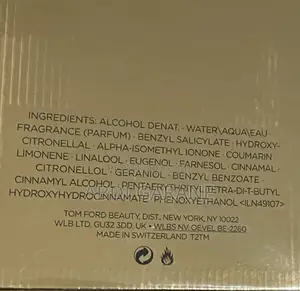 INGREDIENTS: ALCOHOL DENAT. · WATER\AQUA\EAU ·
FRAGRANCE (PARFUM) · BENZYL SALICYLATE · HYDROXY-
CITRONELLAL · ALPHA-ISOMETHYL IONONE · COUMARIN
LIMONENE · LINALOOL · EUGENOL · FARNESOL · CINNAMAL ·
CITRONELLOL · GERANIOL · BENZYL BENZOATE ·
CINNAMYL ALCOHOL · PENTAERYTHRITYL TETRA-DI-T-BUTYL
HYDROXYHYDROCINNAMATE · PHENOXYETHANOL <ILN49107>
TOM FORD BEAUTY, DIST., NEW YORK, NY 10022
WLB LTD, GU32 3DD, UK · WLBS NV, OEVEL BE-2260
MADE IN SWITZERLAND T2TM